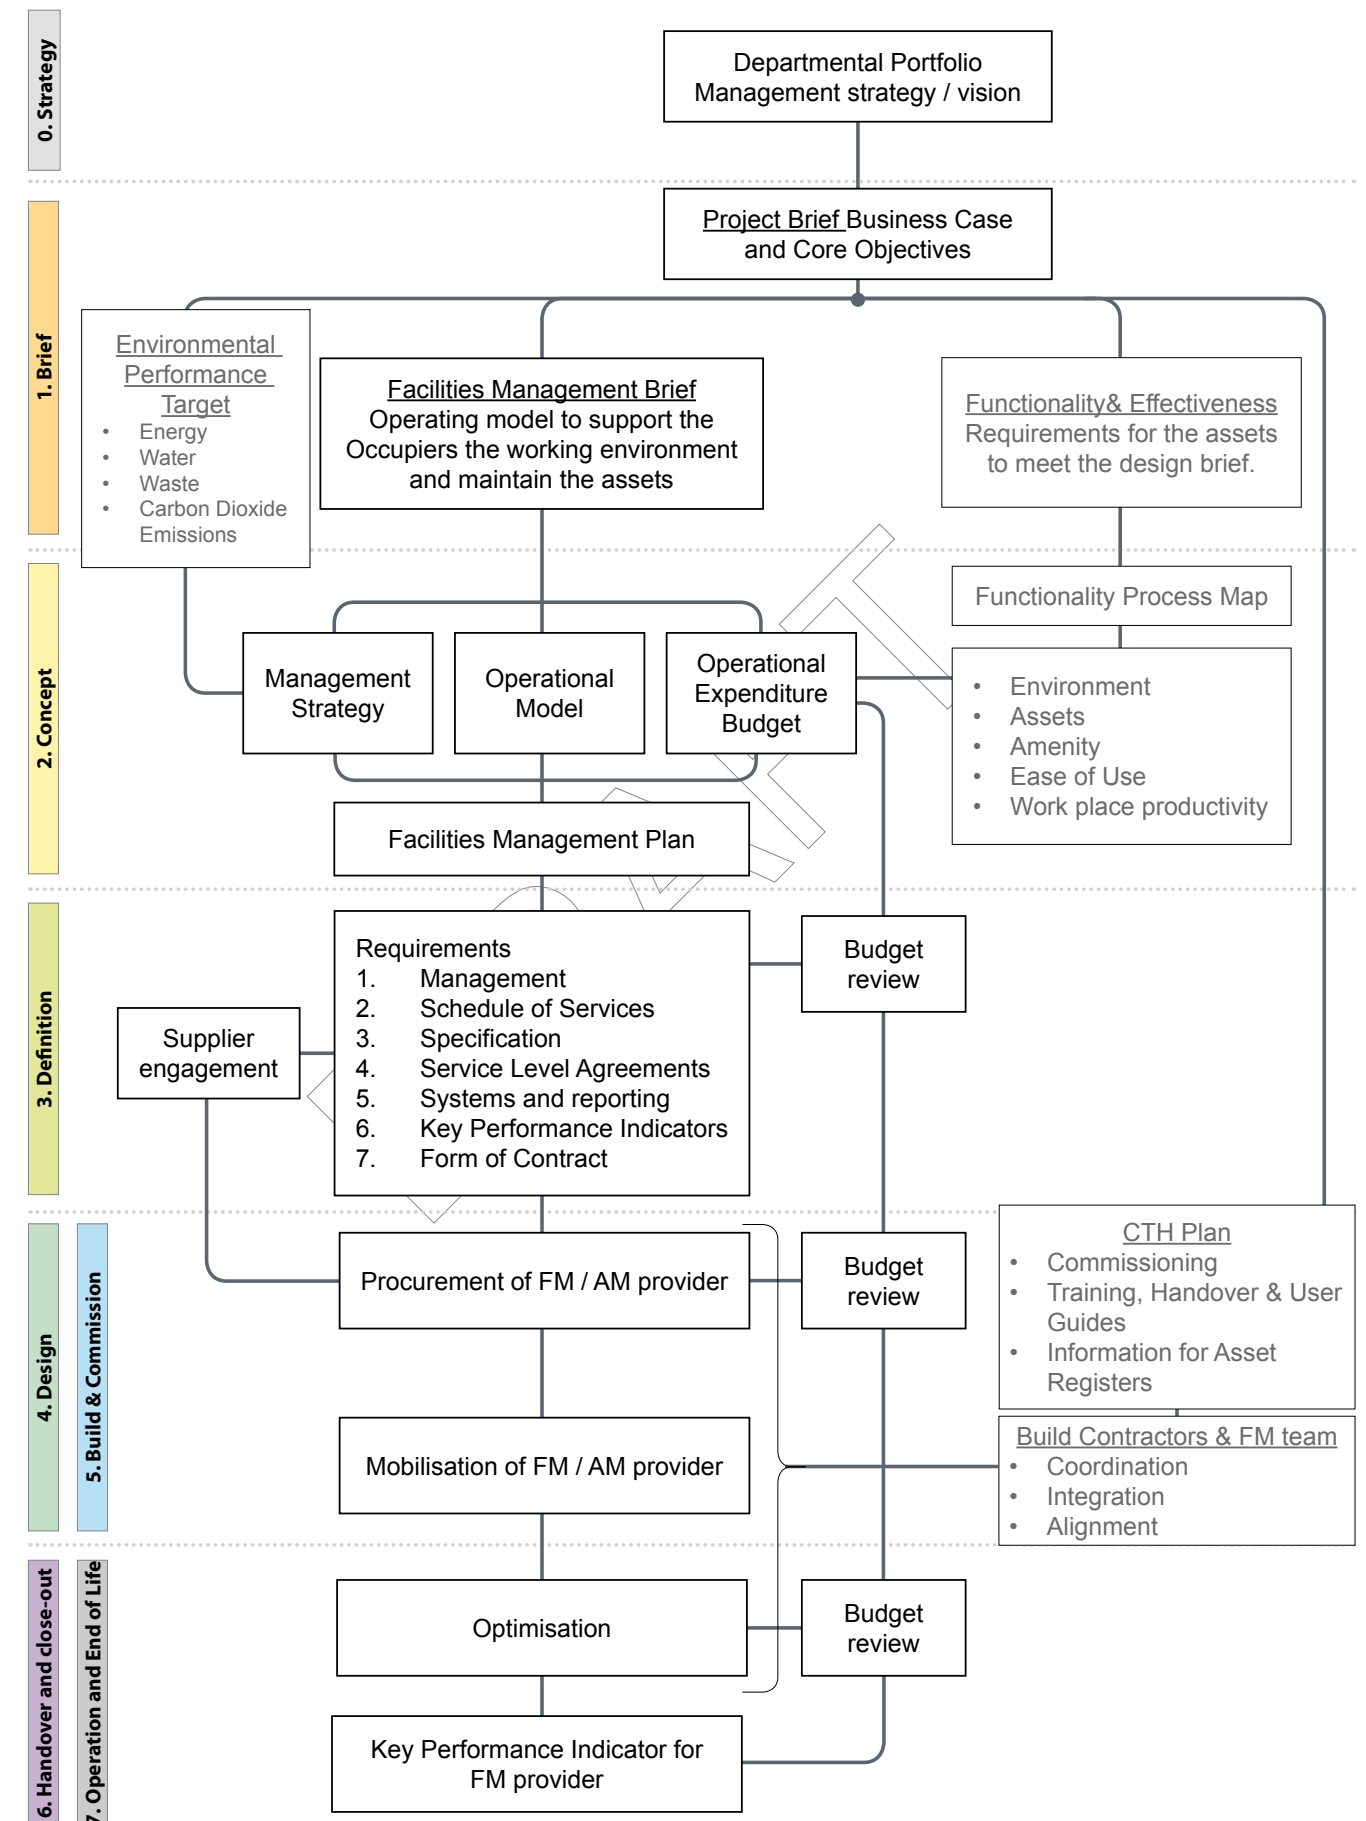 0. Strategy
Departmental Portfolio
Management strategy / vision
1. Brief
Project Brief Business Case
and Core Objectives
Environmental
Performance
Target
• Energy
• Water
• Waste
• Carbon Dioxide
Emissions
Facilities Management Brief
Operating model to support the
Occupiers the working environment
and maintain the assets
Functionality& Effectiveness
Requirements for the assets
to meet the design brief.
2. Concept
Functionality Process Map
Management
Strategy
Operational
Model
Operational
Expenditure
Budget
• Environment
• Assets
• Amenity
• Ease of Use
• Work place productivity
Facilities Management Plan
3. Definition
Requirements
1. Management
2. Schedule of Services
3. Specification
4. Service Level Agreements
5. Systems and reporting
6. Key Performance Indicators
7. Form of Contract
Budget
review
Supplier
engagement
4. Design
5. Build & Commission
Procurement of FM / AM provider
Budget
review
CTH Plan
• Commissioning
• Training, Handover & User
Guides
• Information for Asset
Registers
Mobilisation of FM / AM provider
Build Contractors & FM team
• Coordination
• Integration
• Alignment
6. Handover and close-out
7. Operation and End of Life
Optimisation
Budget
review
Key Performance Indicator for
FM provider